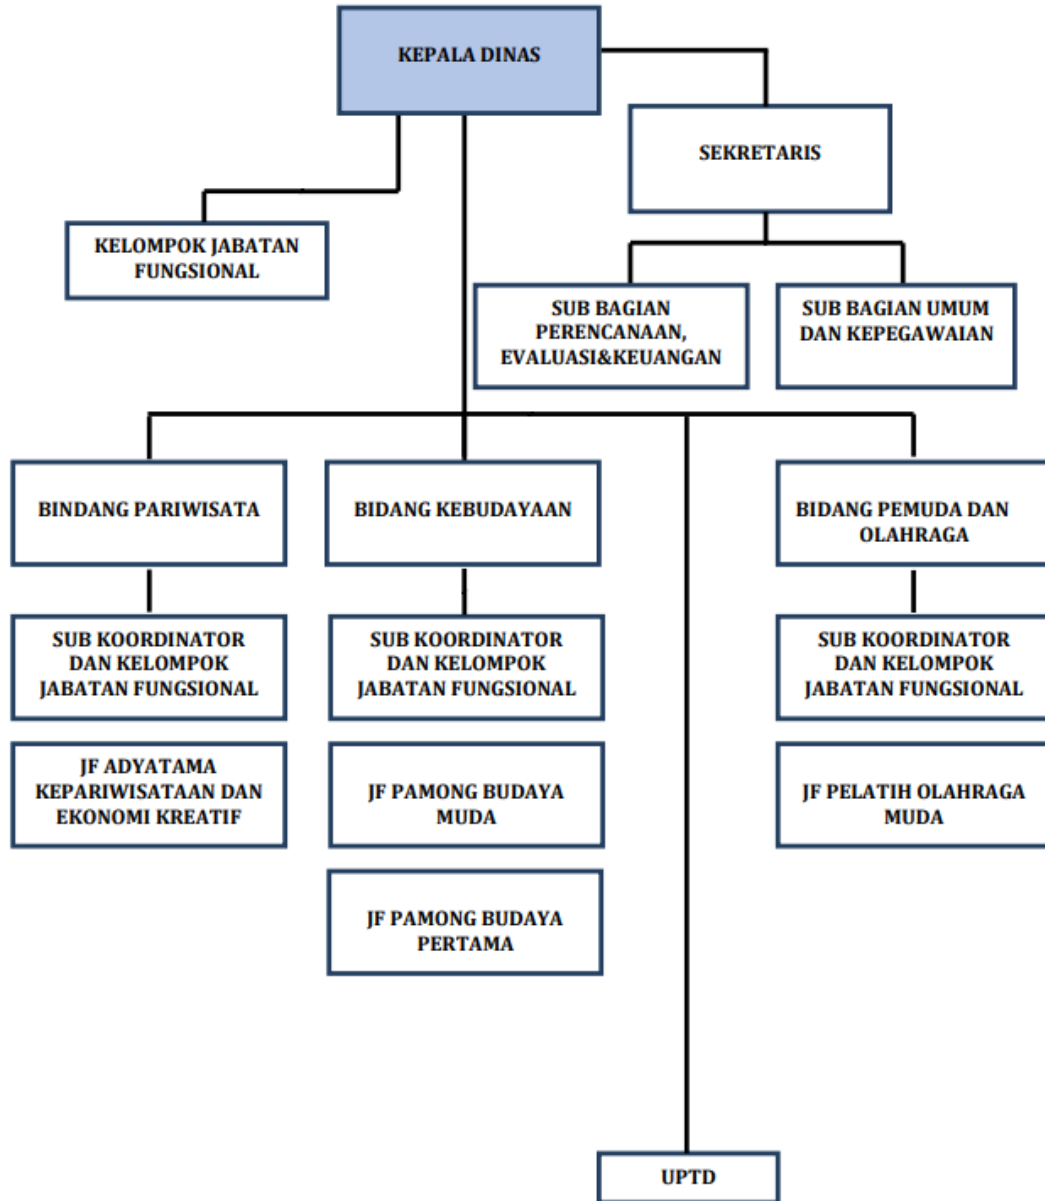 KEPALA DINAS
SEKRETARIS
KELOMPOK JABATAN
FUNGSIONAL
SUB BAGIAN
PERENCANAAN,
EVALUASI&KEUANGAN
SUB BAGIAN UMUM
DAN KEPEGAWAIAN
BINDANG PARIWISATA
BIDANG KEBUDAYAAN
BIDANG PEMUDA DAN
OLAHRAGA
SUB KOORDINATOR
DAN KELOMPOK
JABATAN FUNGSIONAL
SUB KOORDINATOR
DAN KELOMPOK
JABATAN FUNGSIONAL
SUB KOORDINATOR
DAN KELOMPOK
JABATAN FUNGSIONAL
JF ADYATAMA
KEPARIWISATAAN DAN
EKONOMI KREATIF
JF PAMONG BUDAYA
MUDA
JF PELATIH OLAHRAGA
MUDA
JF PAMONG BUDAYA
PERTAMA
UPTD